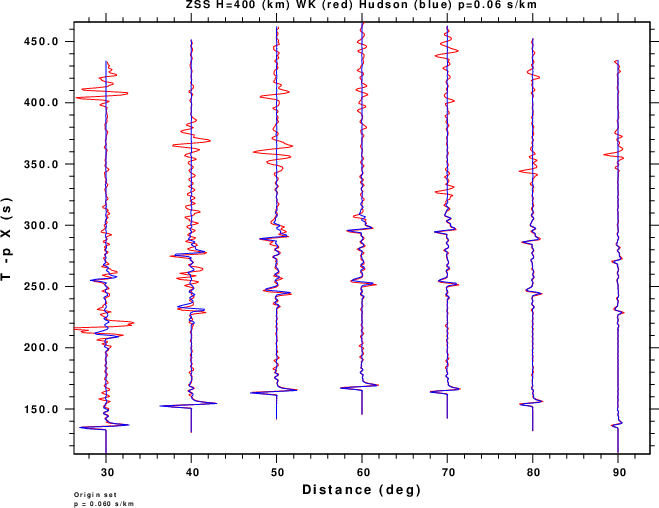 ZSS H=400 (km) WK (red) Hudson (blue) p=0.06 s/km
450.0
400.0
350.0
300.0
250.0
200.0
150.0
T -p X (s)
30 40 50 60 70 80 90
Distance (deg)
Origin set
p = 0.060 s/km